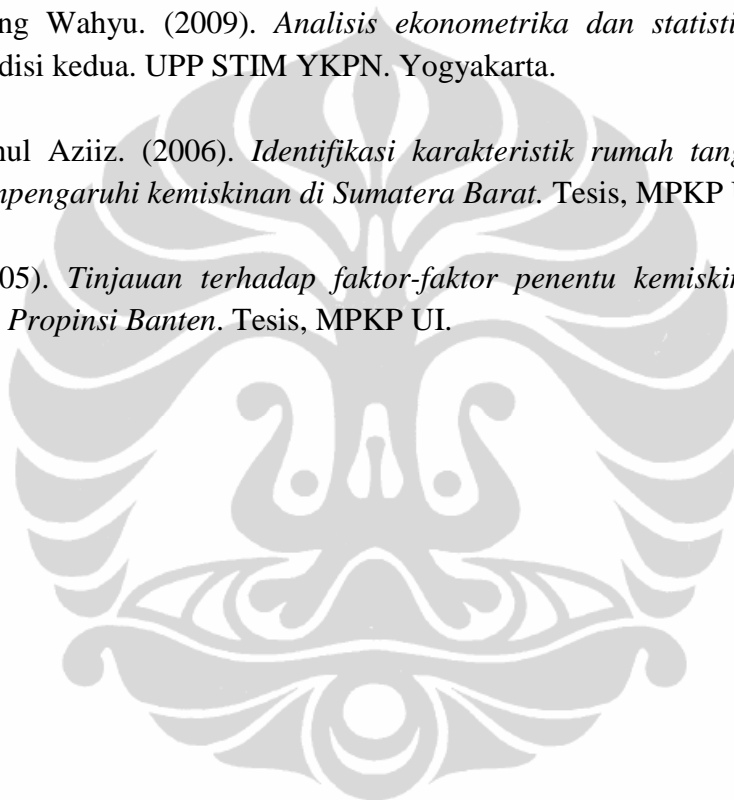 ng Wahyu. (2009). Analisis ekonometrika dan statisti
disi kedua. UPP STIM YKPN. Yogyakarta.
nul Aziiz. (2006). Identifikasi karakteristik rumah tang
npengaruhi kemiskinan di Sumatera Barat. Tesis, MPKP U
05). Tinjauan terhadap faktor-faktor penentu kemiskin
Propinsi Banten. Tesis, MPKP UI.